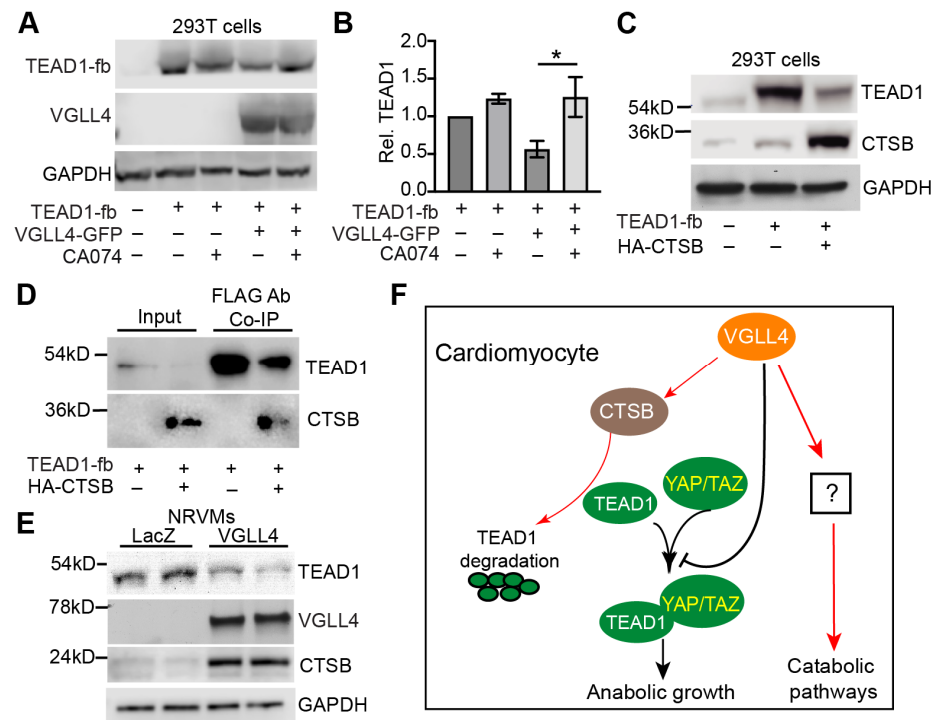 A
293T cells
TEAD1-fb
VGLL4
GAPDH
TEAD1-fb – + + + +
VGLL4-GFP – – – + +
CA074 – – + – +
B
Rel. TEAD1
2.0
1.5
1.0
0.5
0.0
*
TEAD1-fb + + + +
VGLL4-GFP – – + +
CA074 – + – +
C
293T cells
54kD
36kD
TEAD1
CTSB
GAPDH
TEAD1-fb – + +
HA-CTSB – – +
D
Input
FLAG Ab
Co-IP
54kD
TEAD1
36kD
CTSB
TEAD1-fb + + + +
HA-CTSB – + – +
E
NRVMs
LacZ VGLL4
54kD
TEAD1
78kD
VGLL4
24kD
CTSB
GAPDH
F
Cardiomyocyte
VGLL4
CTSB
TEAD1
YAP/TAZ
?
TEAD1
degradation
TEAD1
YAP/TAZ
Anabolic growth
Catabolic
pathways